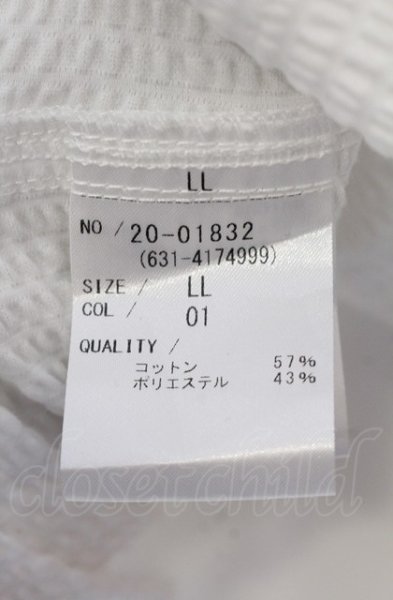 LL
NO / 20-01832
(631-4174999)
SIZE / LL
COL / 01
QUALITY /
コットン 57%
ポリエステル 43%
closet child